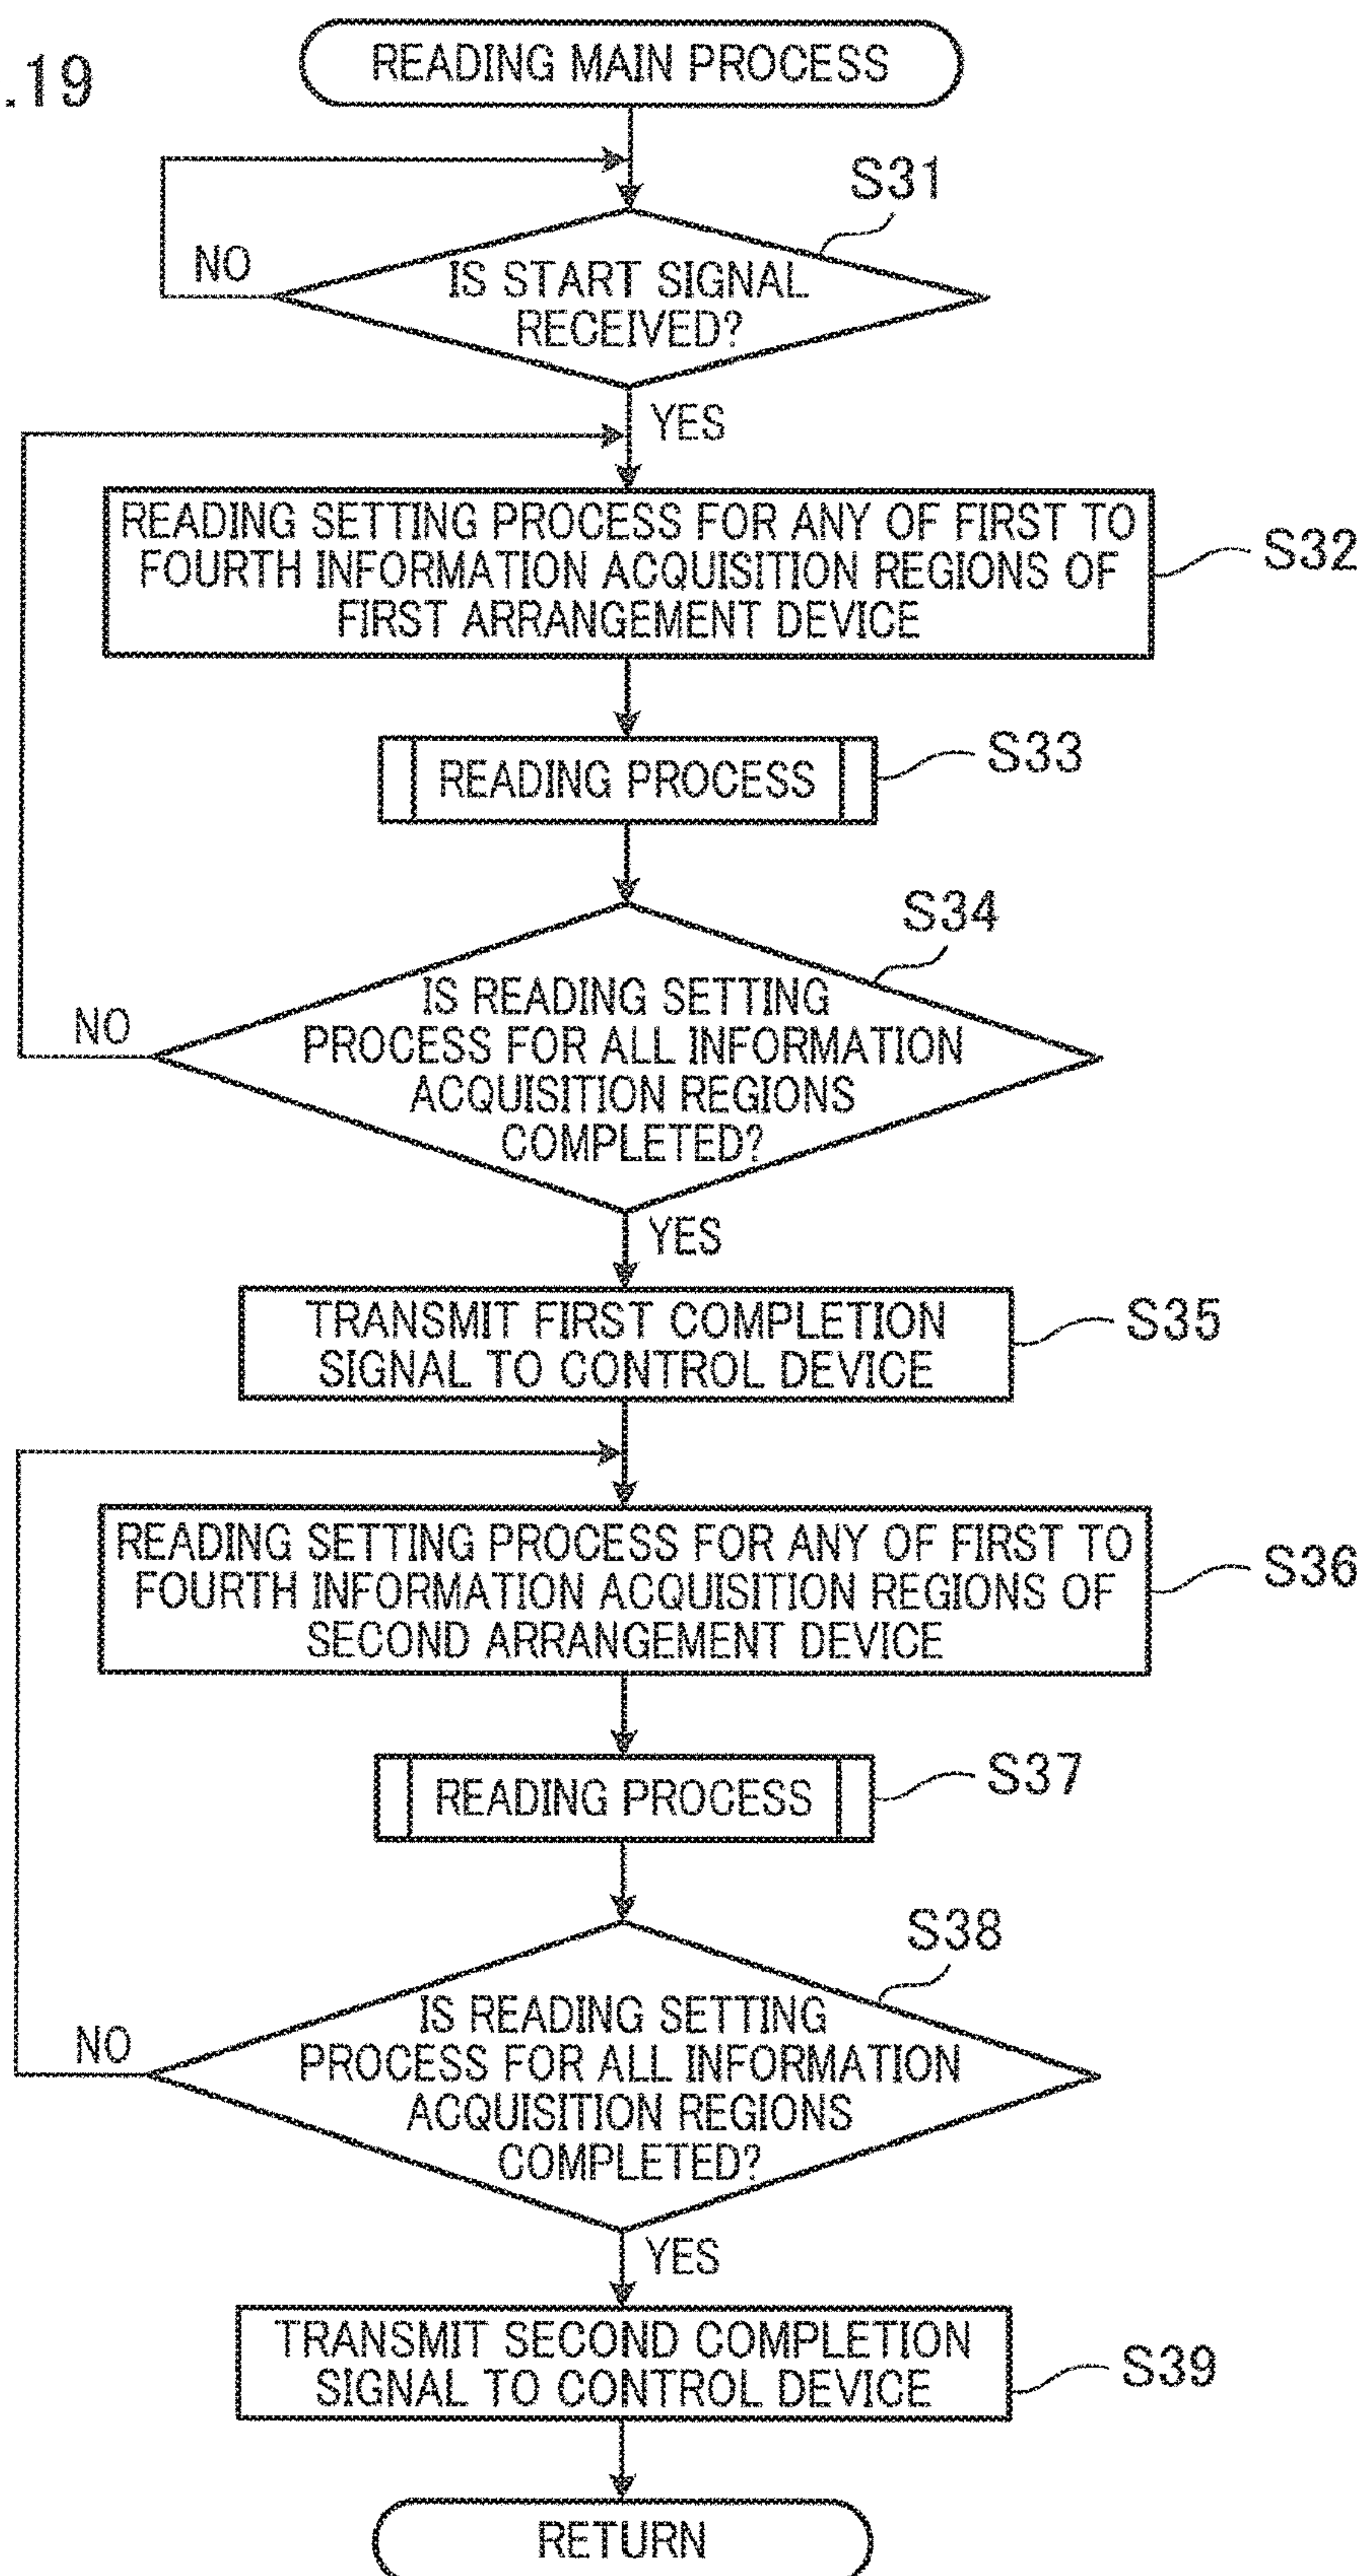 .19
READING MAIN PROCESS
S31
NO
IS START SIGNAL
RECEIVED?
YES
READING SETTING PROCESS FOR ANY OF FIRST TO
FOURTH INFORMATION ACQUISITION REGIONS OF
FIRST ARRANGEMENT DEVICE
S32
READING PROCESS
S33
S34
IS READING SETTING
PROCESS FOR ALL INFORMATION
ACQUISITION REGIONS
COMPLETED?
NO
YES
TRANSMIT FIRST COMPLETION
SIGNAL TO CONTROL DEVICE
S35
READING SETTING PROCESS FOR ANY OF FIRST TO
FOURTH INFORMATION ACQUISITION REGIONS OF
SECOND ARRANGEMENT DEVICE
S36
READING PROCESS
S37
S38
IS READING SETTING
PROCESS FOR ALL INFORMATION
ACQUISITION REGIONS
COMPLETED?
NO
YES
TRANSMIT SECOND COMPLETION
SIGNAL TO CONTROL DEVICE
S39
RETURN